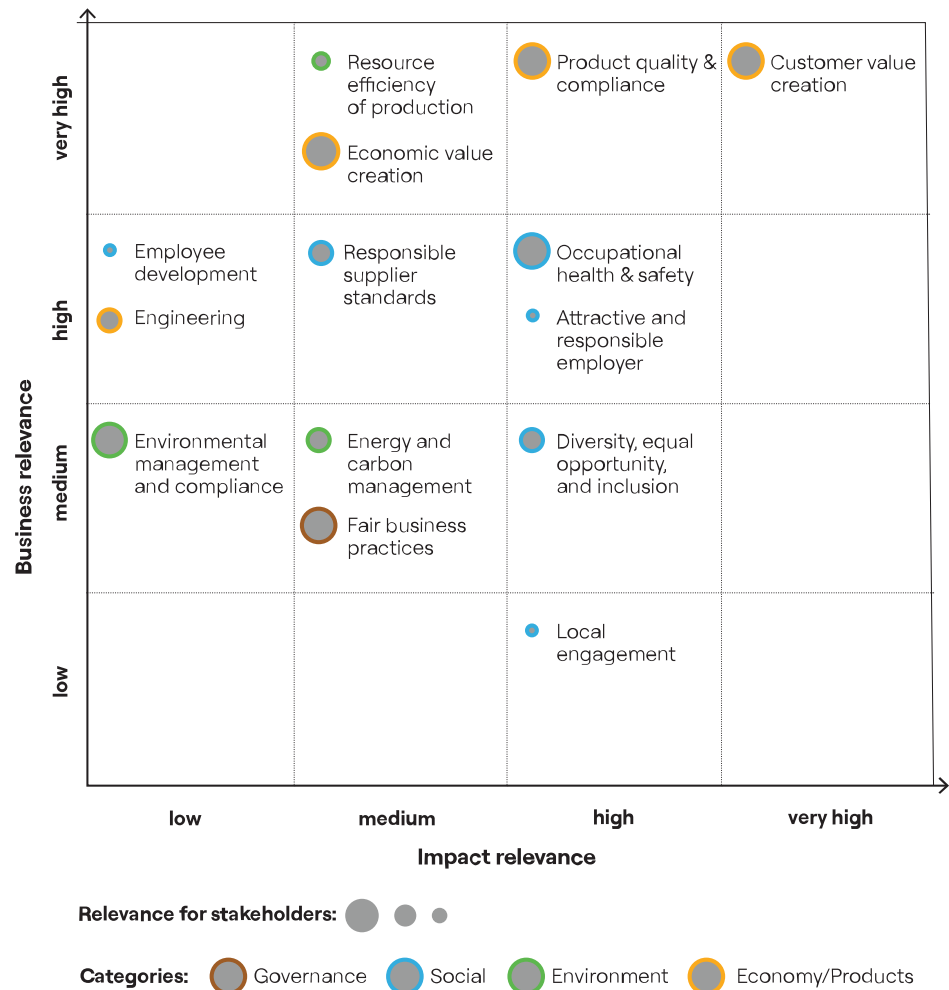 Business relevance
very high
Resource
efficiency
of production
Economic value
creation
Product quality &
compliance
Customer value
creation
high
Employee
development
Engineering
Responsible
supplier
standards
Occupational
health & safety
Attractive and
responsible
employer
medium
Environmental
management
and compliance
Energy and
carbon
management
Fair business
practices
Diversity, equal
opportunity,
and inclusion
low
Local
engagement
low medium high very high
Impact relevance
Relevance for stakeholders:
Categories: Governance Social Environment Economy/Products